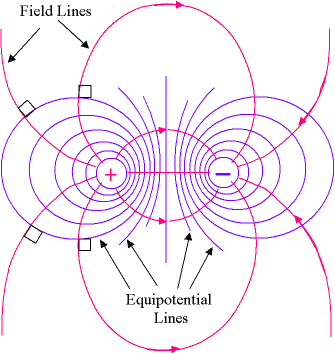 Field Lines
+
−
Equipotential
Lines